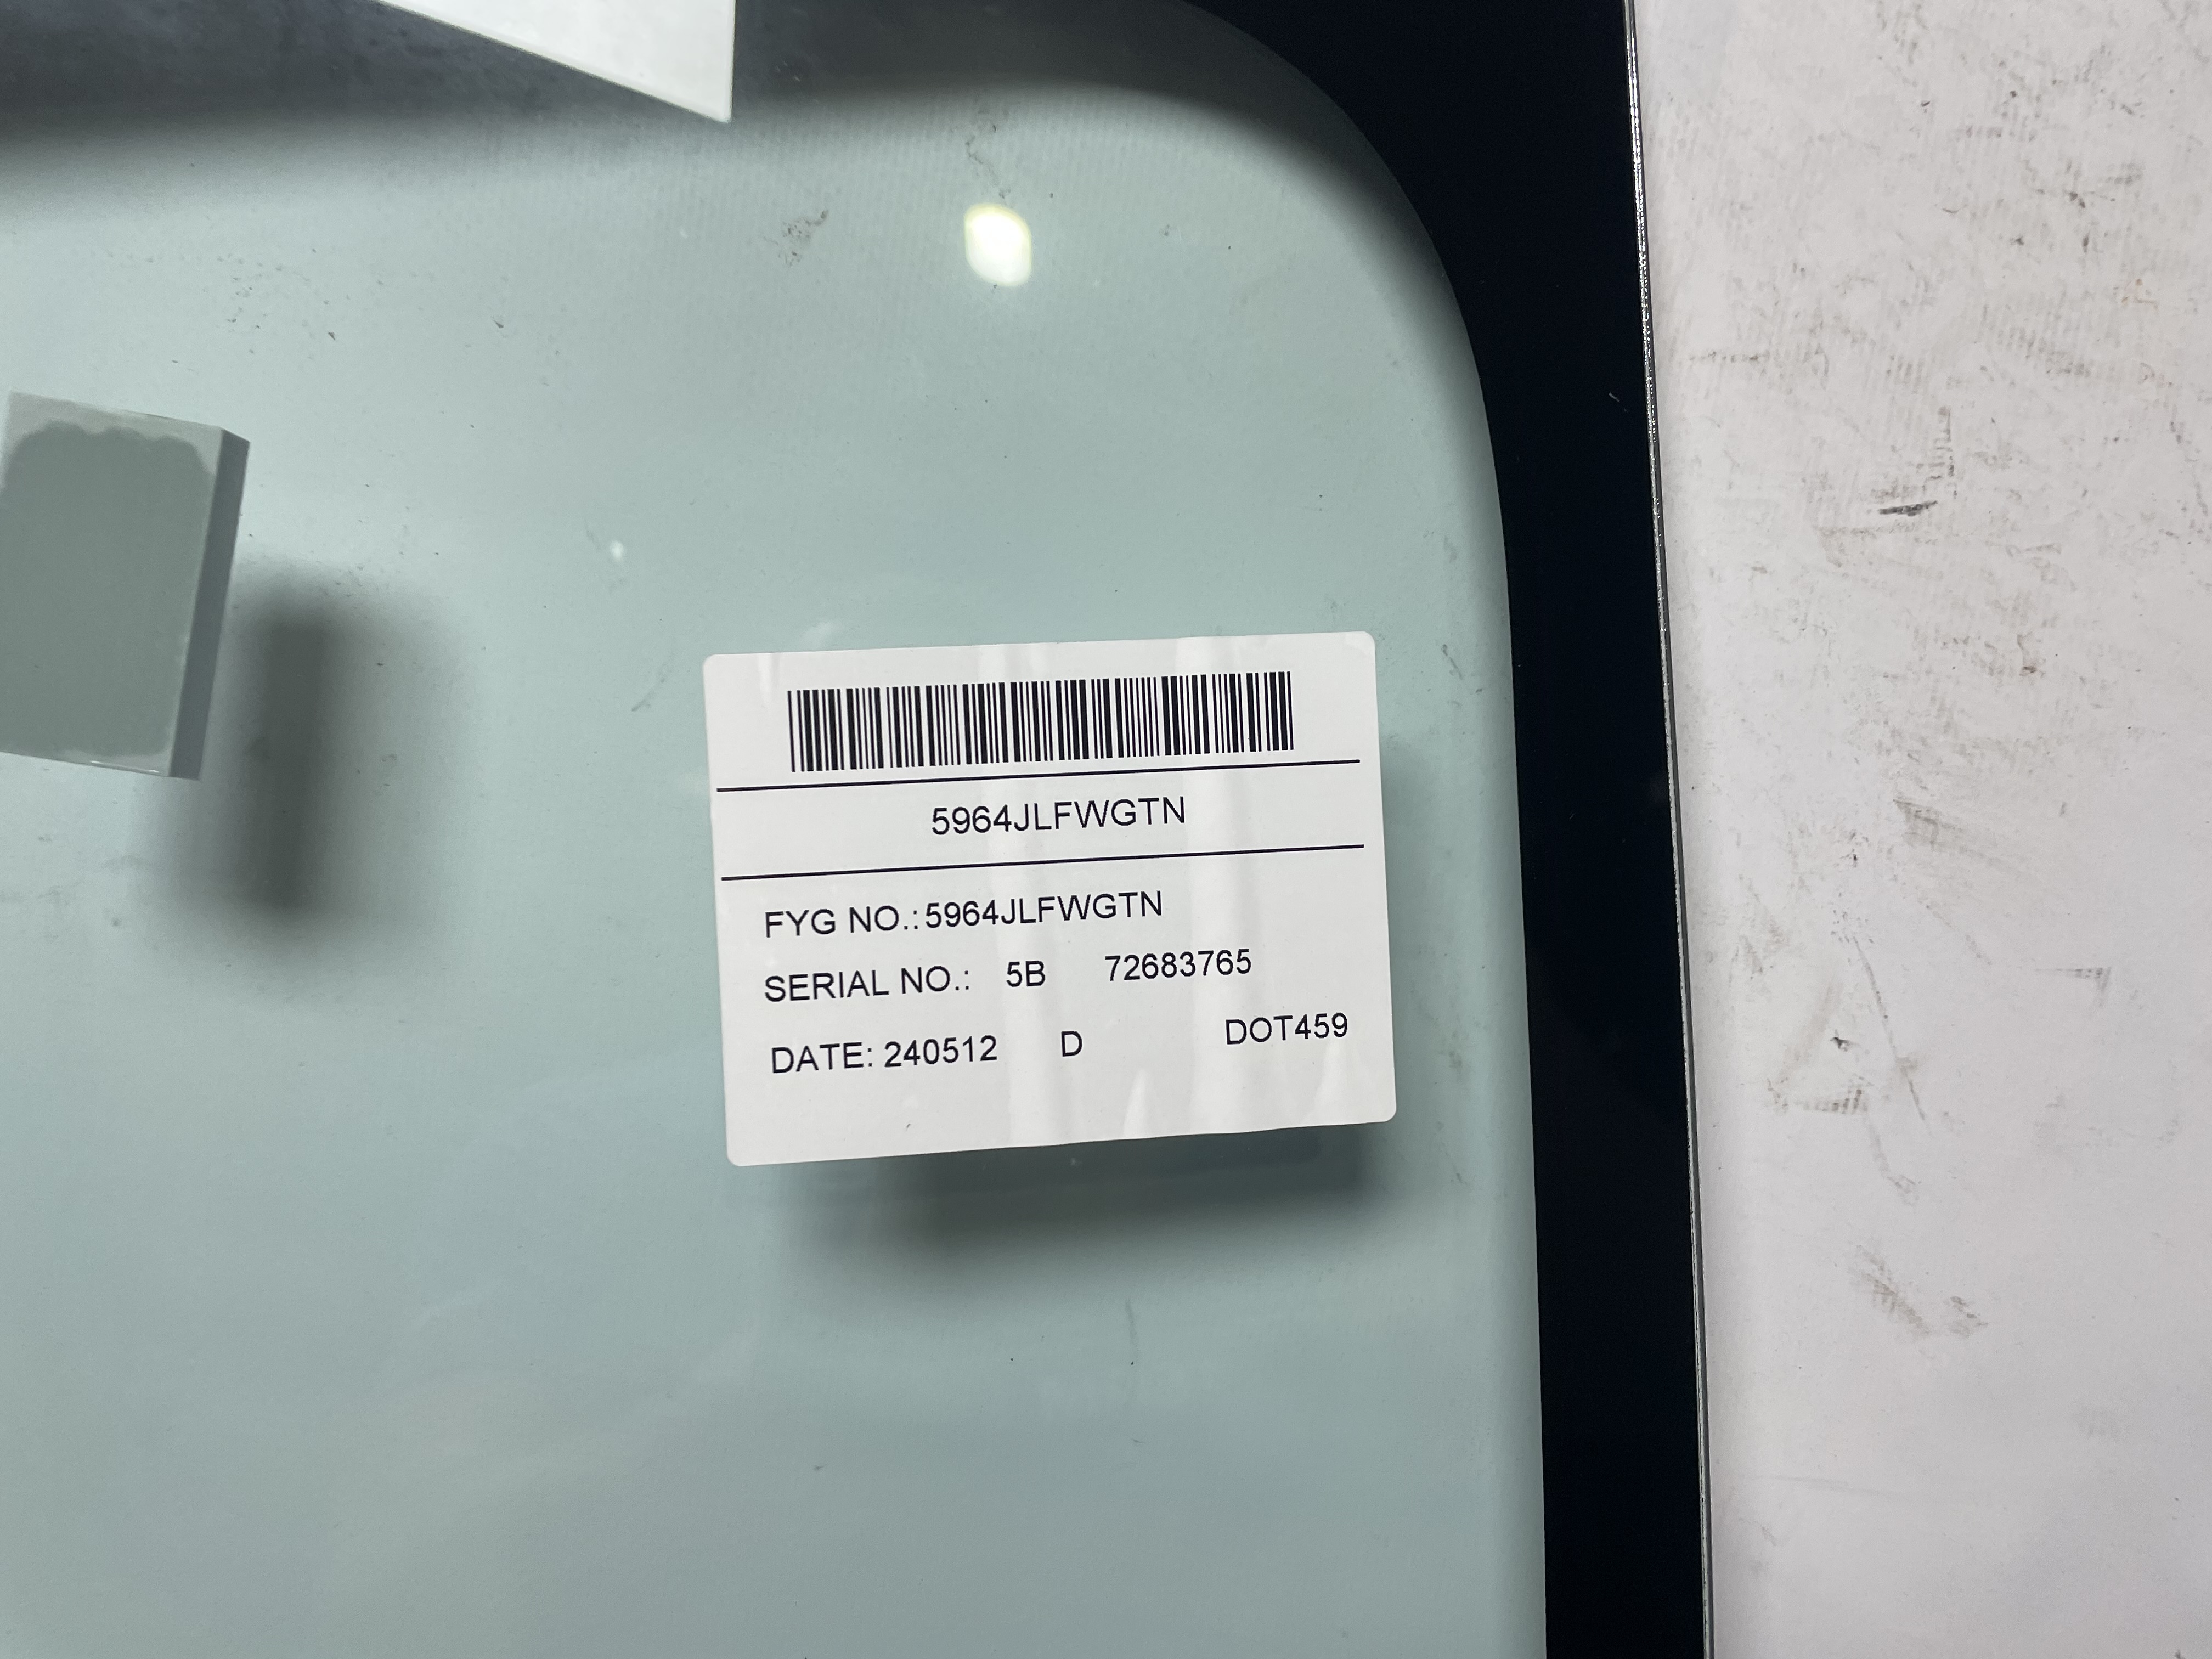 5964JLFWGTN
FYG NO.: 5964JLFWGTN
SERIAL NO.: 5B 72683765
DATE: 240512 D DOT459